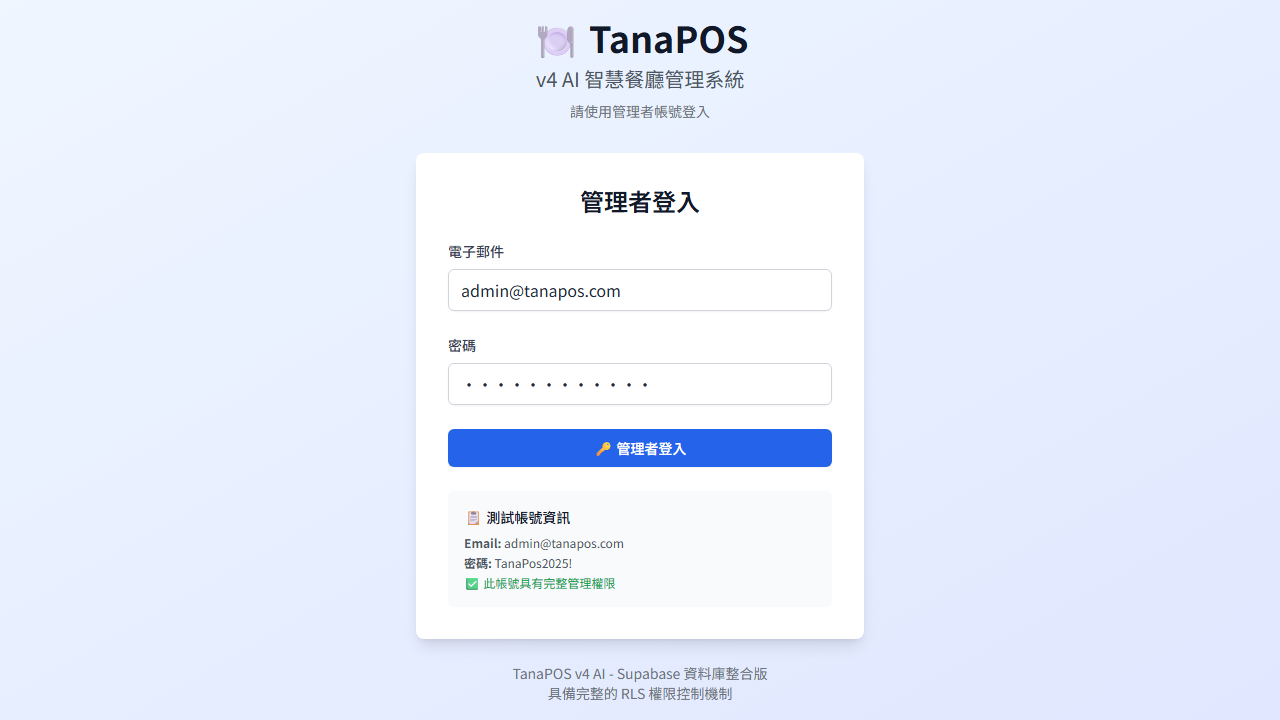 🍽️ TanaPOS
v4 AI 智慧餐廳管理系統
請使用管理者帳號登入
管理者登入
電子郵件
admin@tanapos.com
密碼
••••••••••••
🔑 管理者登入
📋 測試帳號資訊
Email: admin@tanapos.com
密碼: TanaPos2025!
✅ 此帳號具有完整管理權限
TanaPOS v4 AI - Supabase 資料庫整合版
具備完整的 RLS 權限控制機制